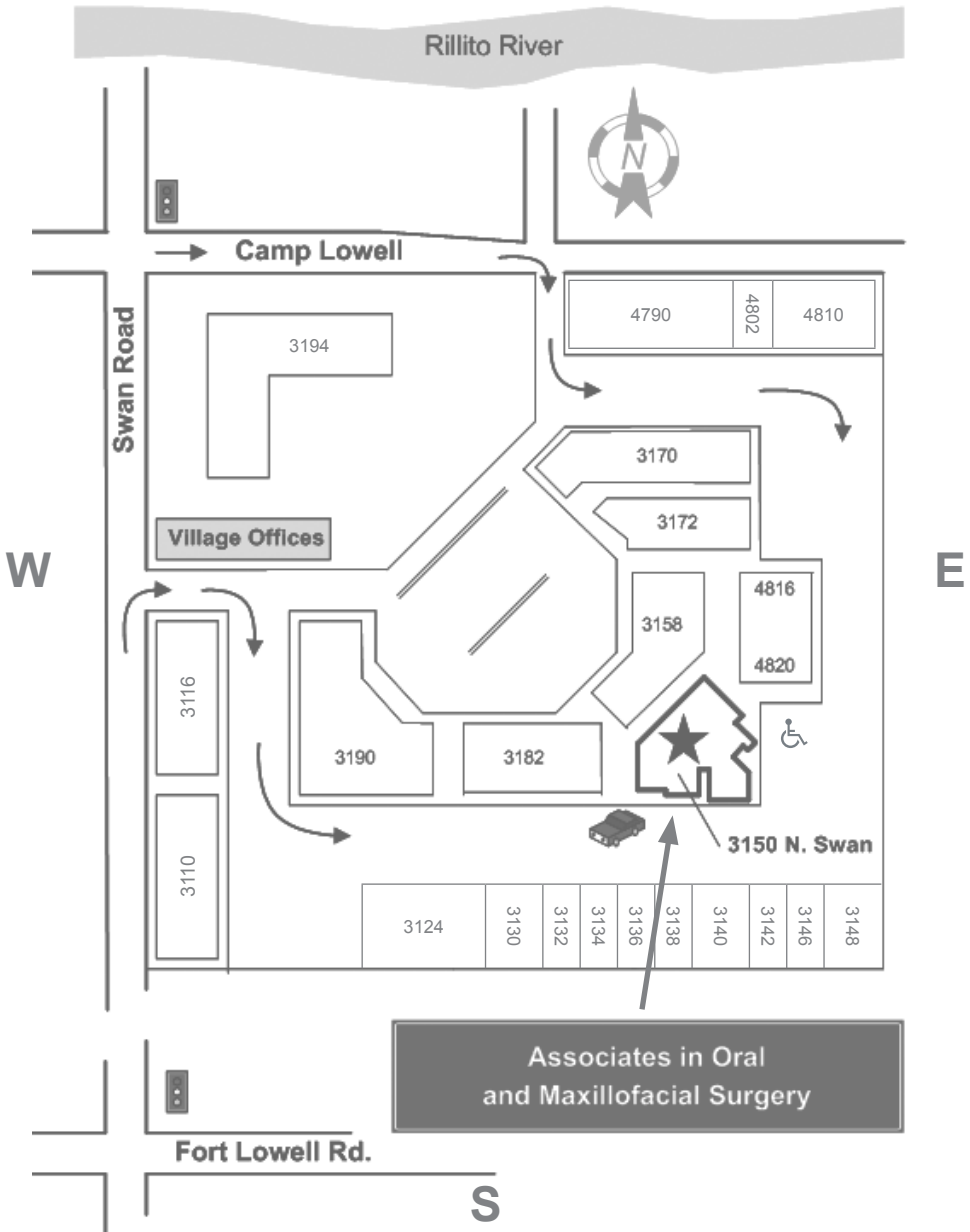 Rillito River
N
Camp Lowell
Swan Road
4790
4802
4810
3194
3170
3172
Village Offices
W
E
4816
3158
4820
3116
3190
3182
3150 N. Swan
3110
3124
3130
3132
3134
3136
3138
3140
3142
3146
3148
Associates in Oral
and Maxillofacial Surgery
Fort Lowell Rd.
S